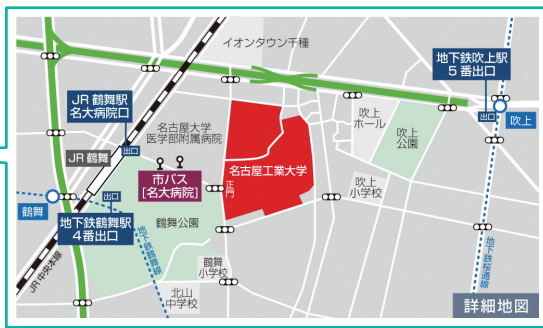 イオンタウン千種
地下鉄吹上駅
5番出口
出口
吹上
JR 鶴舞駅
名大病院口
出口
名古屋大学
医学部附属病院
吹上
ホール
吹上
公園
JR 鶴舞
市バス
[名大病院]
名古屋工業大学
正門
吹上
小学校
鶴舞
出口
地下鉄鶴舞駅
4番出口
鶴舞公園
地下鉄鶴舞線
JR中央本線
鶴舞
小学校
北山
中学校
地下鉄桜通線
詳細地図